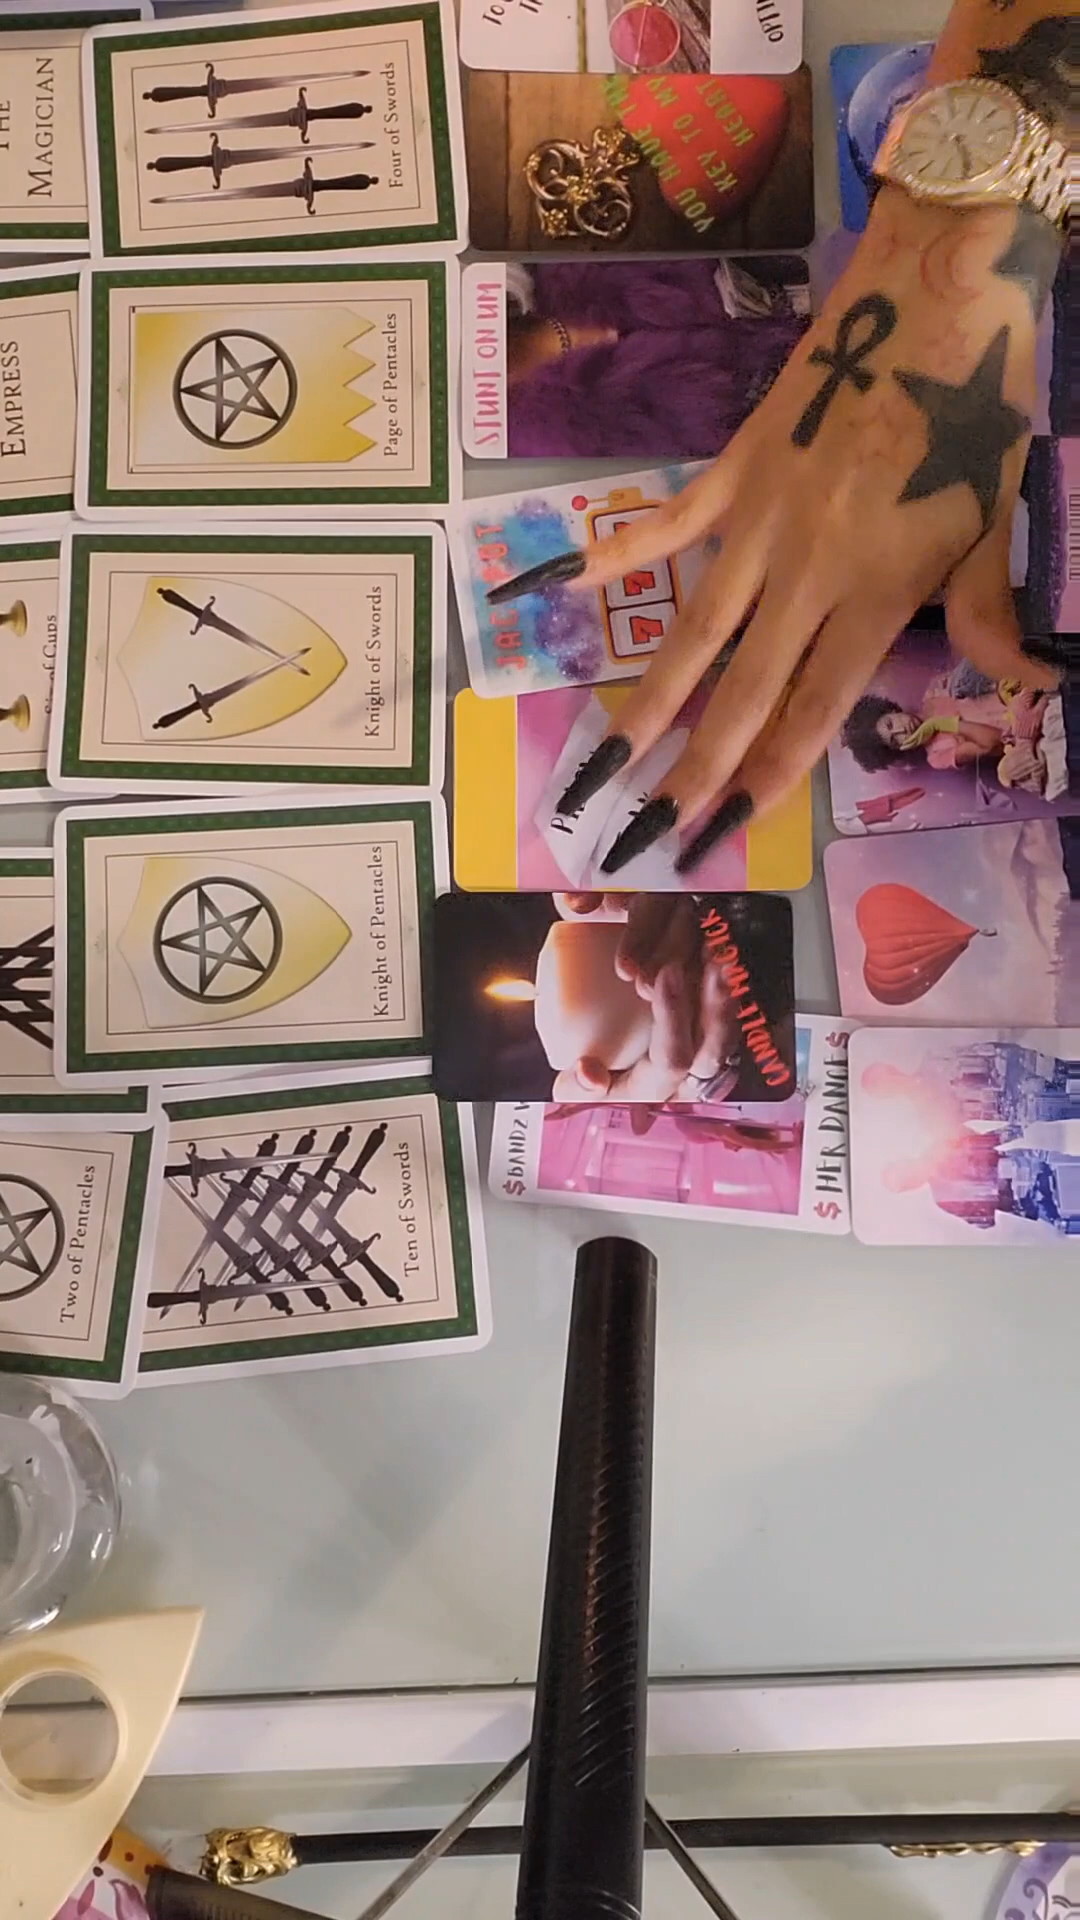 THE
MAGICIAN
Four of Swords
YOU HAVE THE
KEY TO MY
HEART
EMPRESS
Page of Pentacles
STUNT ON UM
Knight of Swords
777
Knight of Pentacles
CANDLE MAGICK
Two of Pentacles
Ten of Swords
$BANDZ
$ HER DANCE $